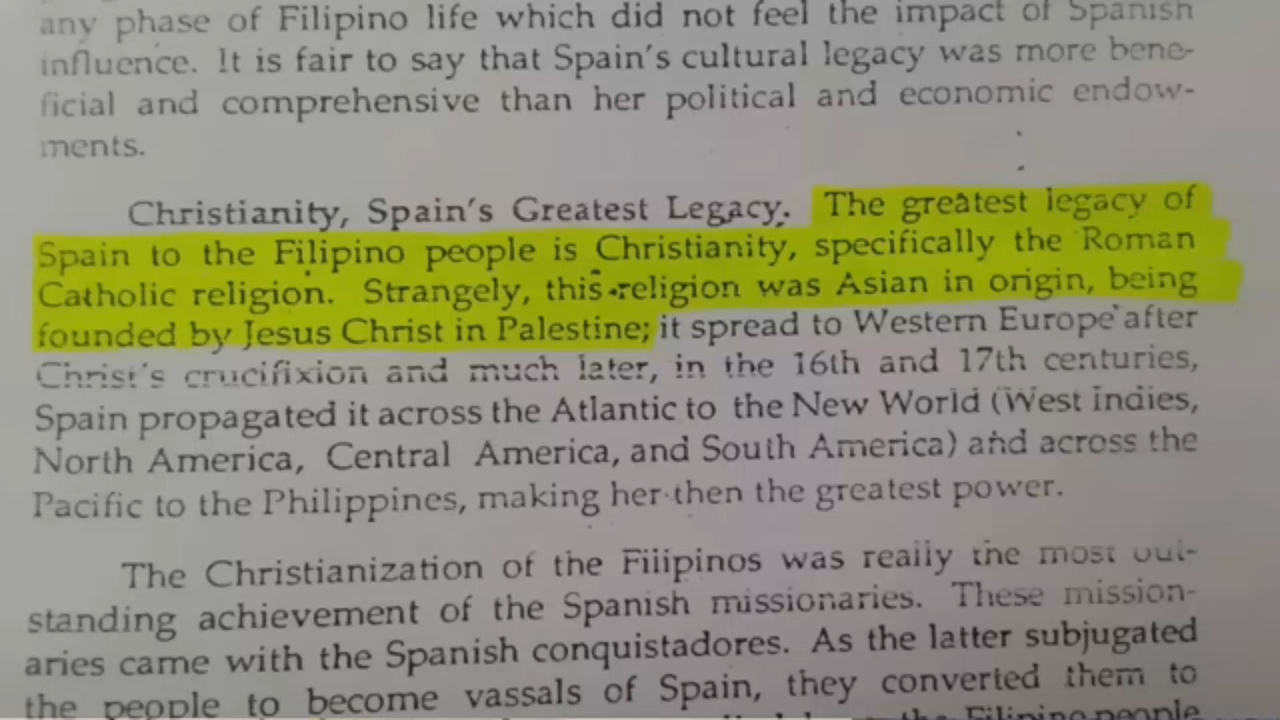 any phase of Filipino life which did not feel the impact of Spanish
influence. It is fair to say that Spain's cultural legacy was more bene-
ficial and comprehensive than her political and economic endow-
ments.
Christianity, Spain's Greatest Legacy. The greatest legacy of
Spain to the Filipino people is Christianity, specifically the Roman
Catholic religion. Strangely, this religion was Asian in origin, being
founded by Jesus Christ in Palestine; it spread to Western Europe after
Christ's crucifixion and much later, in the 16th and 17th centuries,
Spain propagated it across the Atlantic to the New World (West Indies,
North America, Central America, and South America) and across the
Pacific to the Philippines, making her then the greatest power.
The Christianization of the Filipinos was really the most out-
standing achievement of the Spanish missionaries. These mission-
aries came with the Spanish conquistadores. As the latter subjugated
the people to become vassals of Spain, they converted them to
the Filipino people